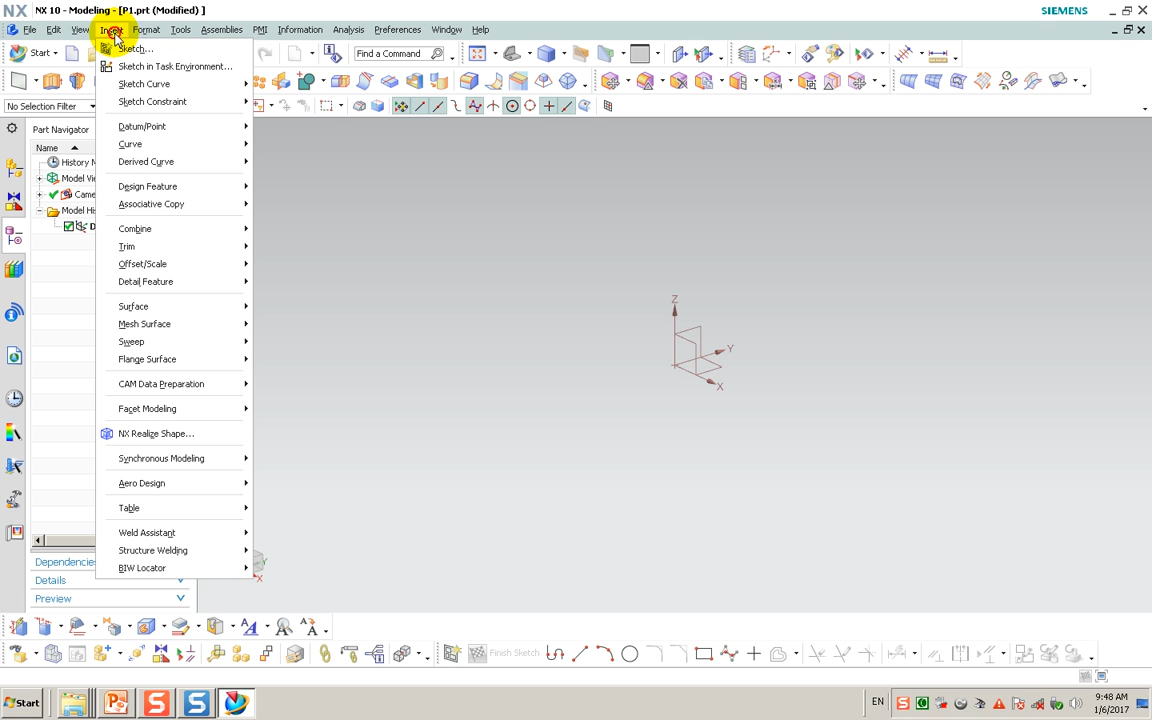 NX NX 10 - Modeling - [P1.prt (Modified) ] SIEMENS
File Edit View Insert Format Tools Assemblies PMI Information Analysis Preferences Window Help
Start Find a Command
No Selection Filter
Part Navigator
Name
History M
Model Vie
Came
Model His
D
Sketch...
Sketch in Task Environment...
Sketch Curve
Sketch Constraint
Datum/Point
Curve
Derived Curve
Design Feature
Associative Copy
Combine
Trim
Offset/Scale
Detail Feature
Surface
Mesh Surface
Sweep
Flange Surface
CAM Data Preparation
Facet Modeling
NX Realize Shape...
Synchronous Modeling
Aero Design
Table
Weld Assistant
Structure Welding
BIW Locator
Z
Y
X
Y
X
Dependencies
Details
Preview
Finish Sketch
Start EN 9:48 AM
1/6/2017